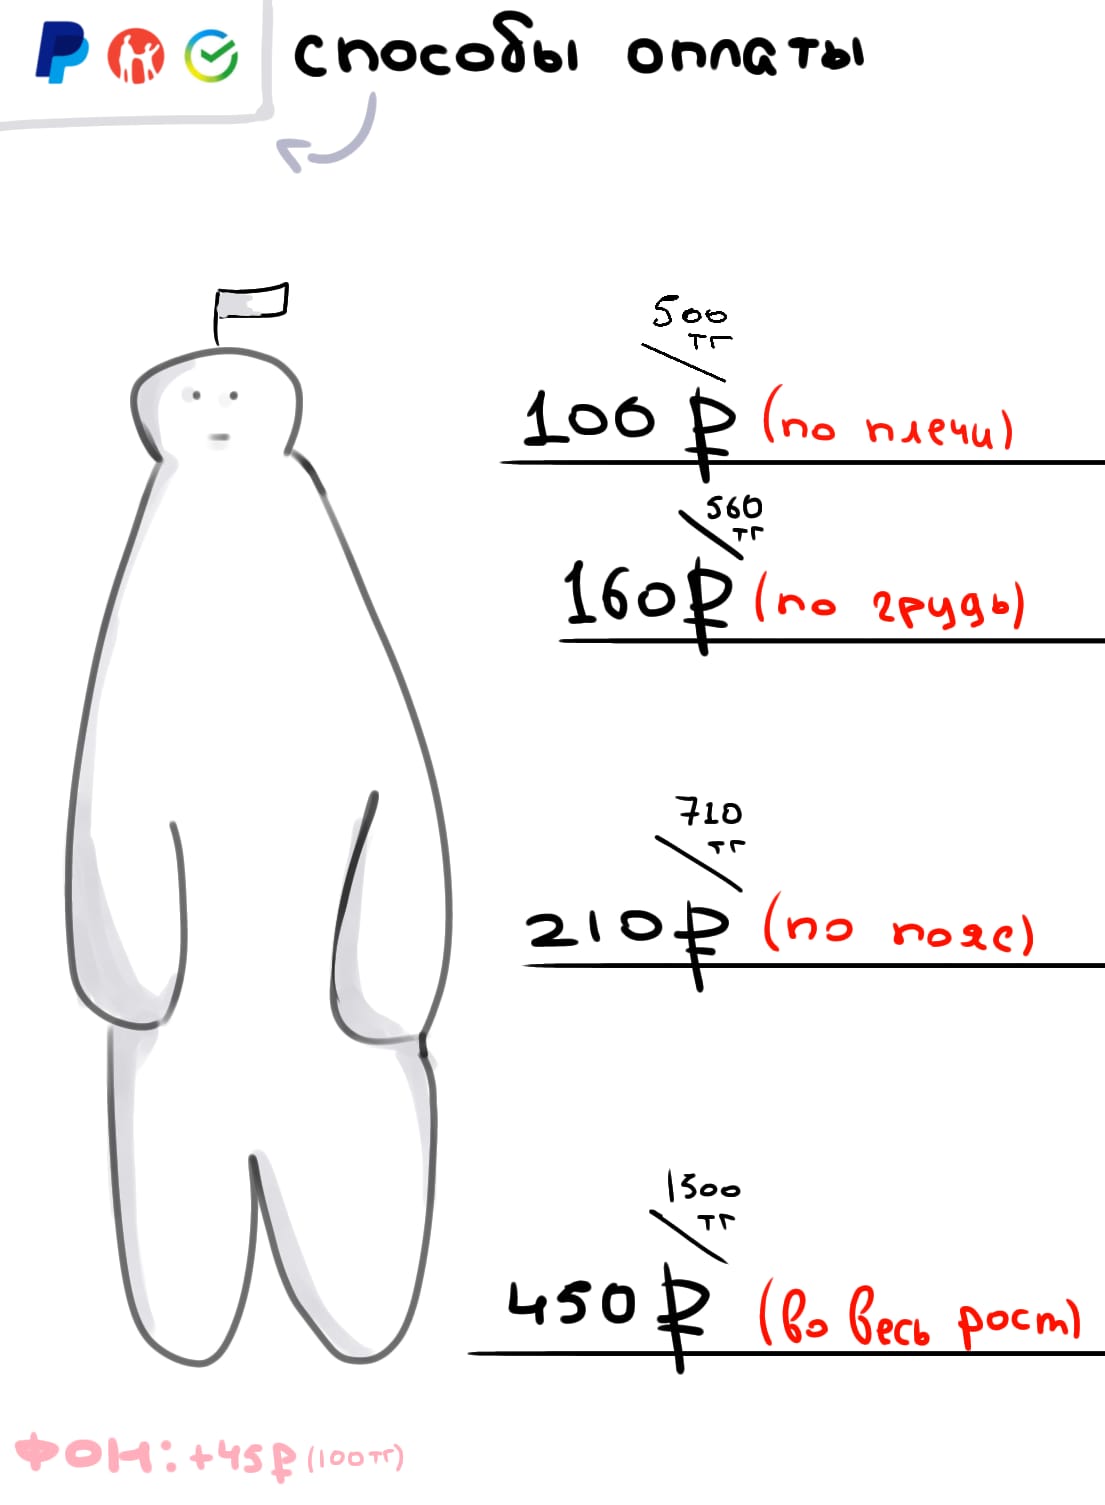 способы оплаты
500
тг
100 ₽ (по плечи)
560
тг
160₽ (по грудь)
710
тг
210₽ (по пояс)
1500
тг
450₽ (во весь рост)
ФОН: +45₽ (100тг)